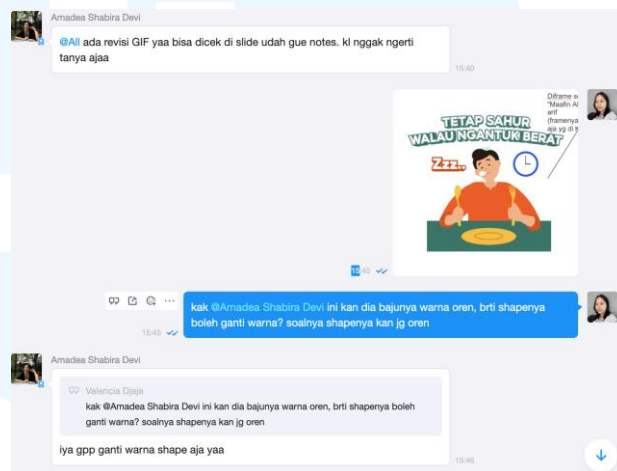 Amadea Shabira Devi
@All ada revisi GIF yaa bisa dicek di slide udah gue notes. kl nggak ngerti
tanya ajaa
15:40
Diframe
"Maafin
arif
(framenya
aja yg di
TETAP SAHUR
WALAU NGANTUK BERAT
Zzz..
15:45
kak @Amadea Shabira Devi ini kan dia bajunya warna oren, brti shapenya
boleh ganti warna? soalnya shapenya kan jg oren
15:45
Amadea Shabira Devi
Valencia Djaja
kak @Amadea Shabira Devi ini kan dia bajunya warna oren, brti shapenya boleh
ganti warna? soalnya shapenya kan jg oren
iya gpp ganti warna shape aja yaa
15:46